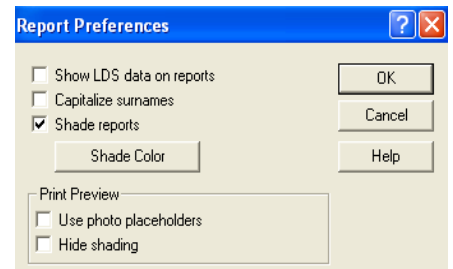 Report Preferences
Show LDS data on reports
Capitalize surnames
Shade reports
Shade Color
Print Preview
Use photo placeholders
Hide shading
OK
Cancel
Help